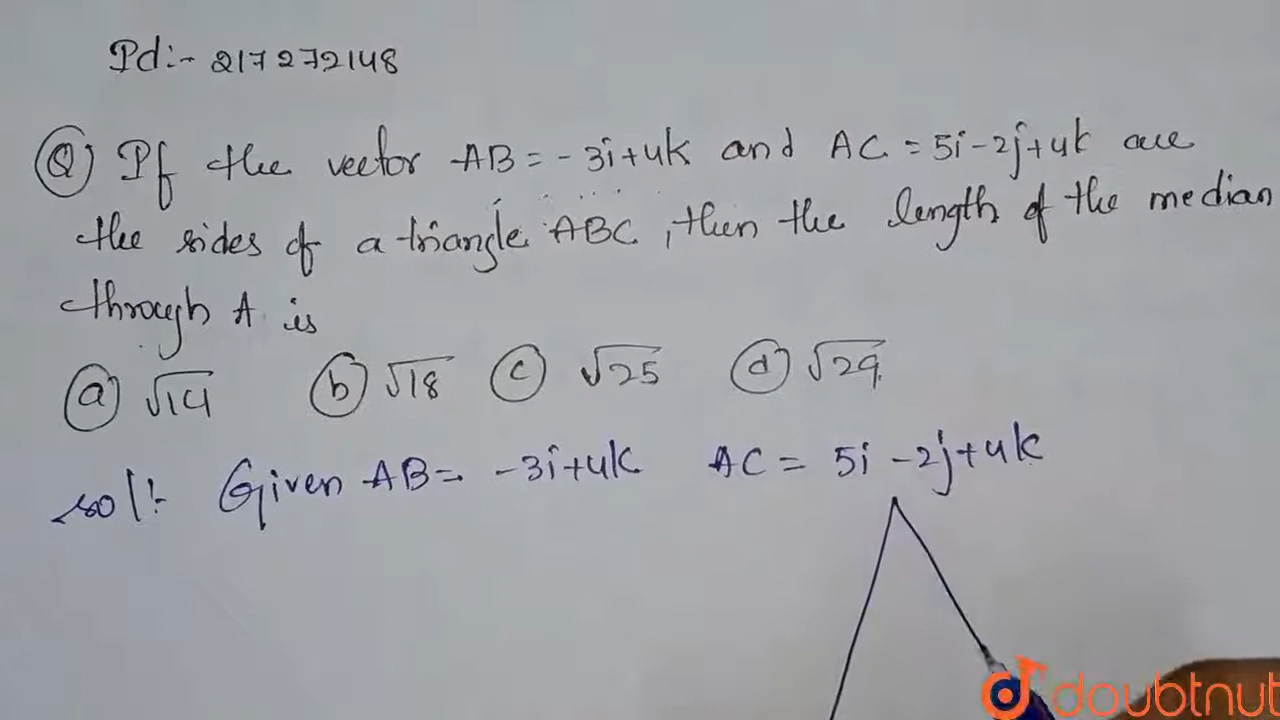 Pd:- 217272148
Q) If the vector AB = -3i+4k and AC = 5i-2j+4k are
the sides of a triangle ABC, then the length of the median
through A is
a) √14 b) √18 c) √25 d) √29
sol:- Given AB = -3i+4k AC = 5i-2j+4k
doubtnut